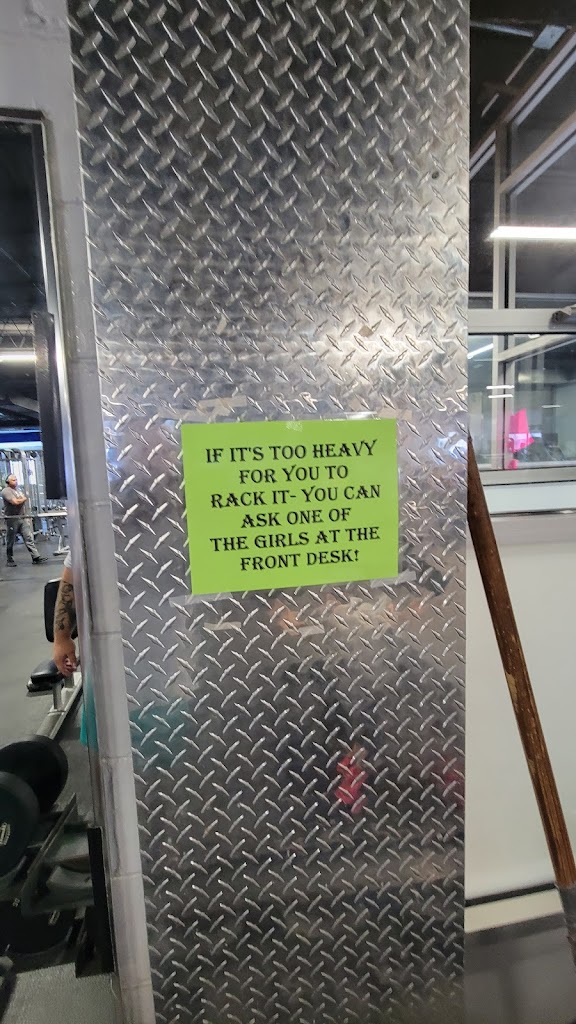 IF IT'S TOO HEAVY
FOR YOU TO
RACK IT- YOU CAN
ASK ONE OF
THE GIRLS AT THE
FRONT DESK!